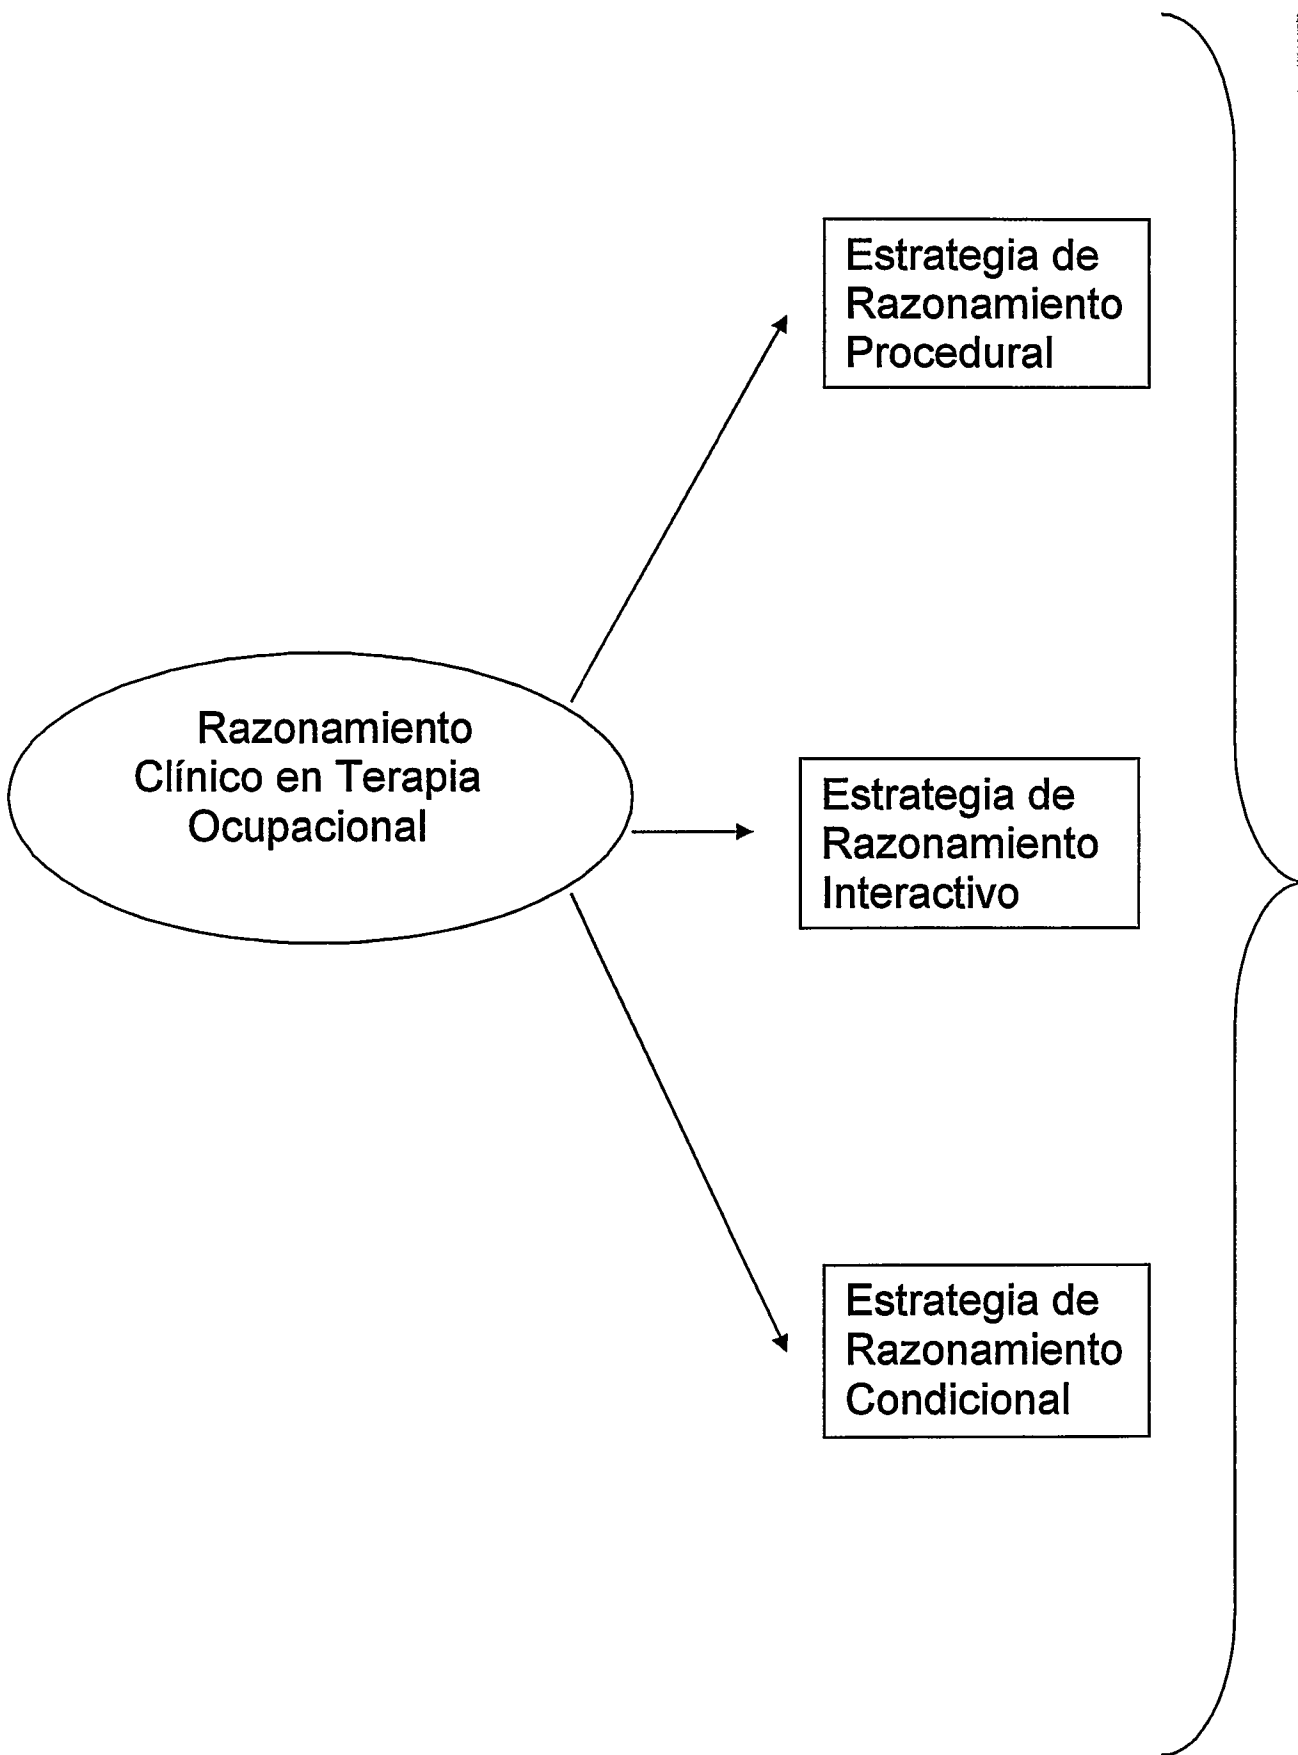 Estrategia de
Razonamiento
Procedural
Razonamiento
Clínico en Terapia
Ocupacional
Estrategia de
Razonamiento
Interactivo
Estrategia de
Razonamiento
Condicional